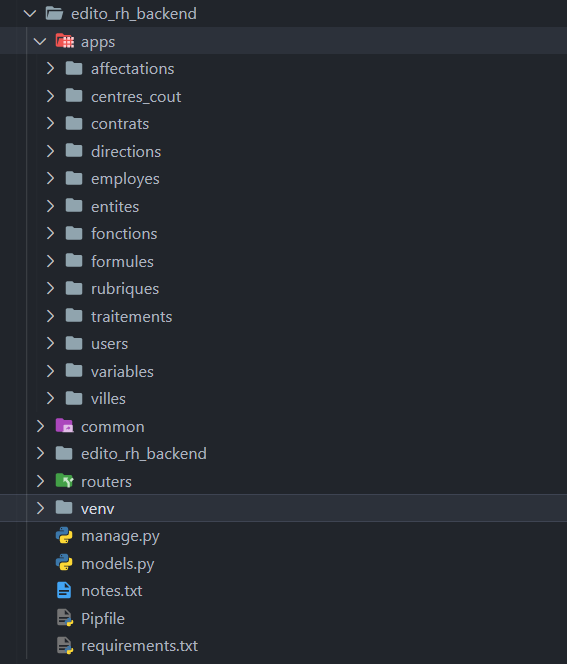 edito_rh_backend
apps
affectations
centres_cout
contrats
directions
employes
entites
fonctions
formules
rubriques
traitements
users
variables
villes
common
edito_rh_backend
routers
venv
manage.py
models.py
notes.txt
Pipfile
requirements.txt